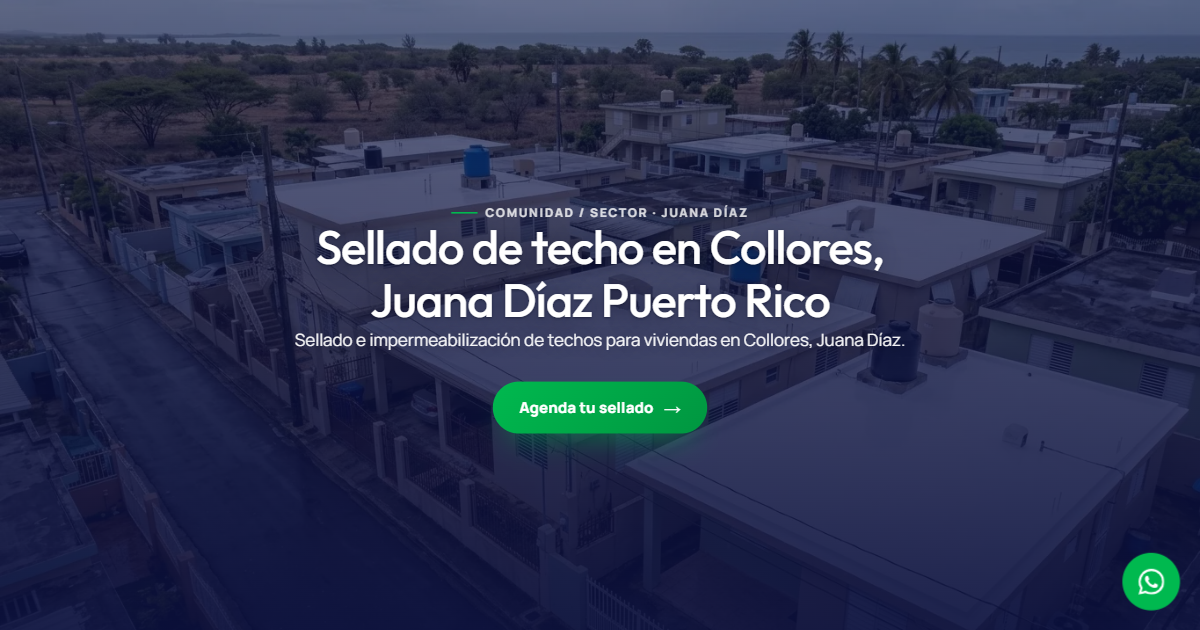 COMUNIDAD / SECTOR · JUANA DÍAZ
Sellado de techo en Collores,
Juana Díaz Puerto Rico
Sellado e impermeabilización de techos para viviendas en Collores, Juana Díaz.
Agenda tu sellado →